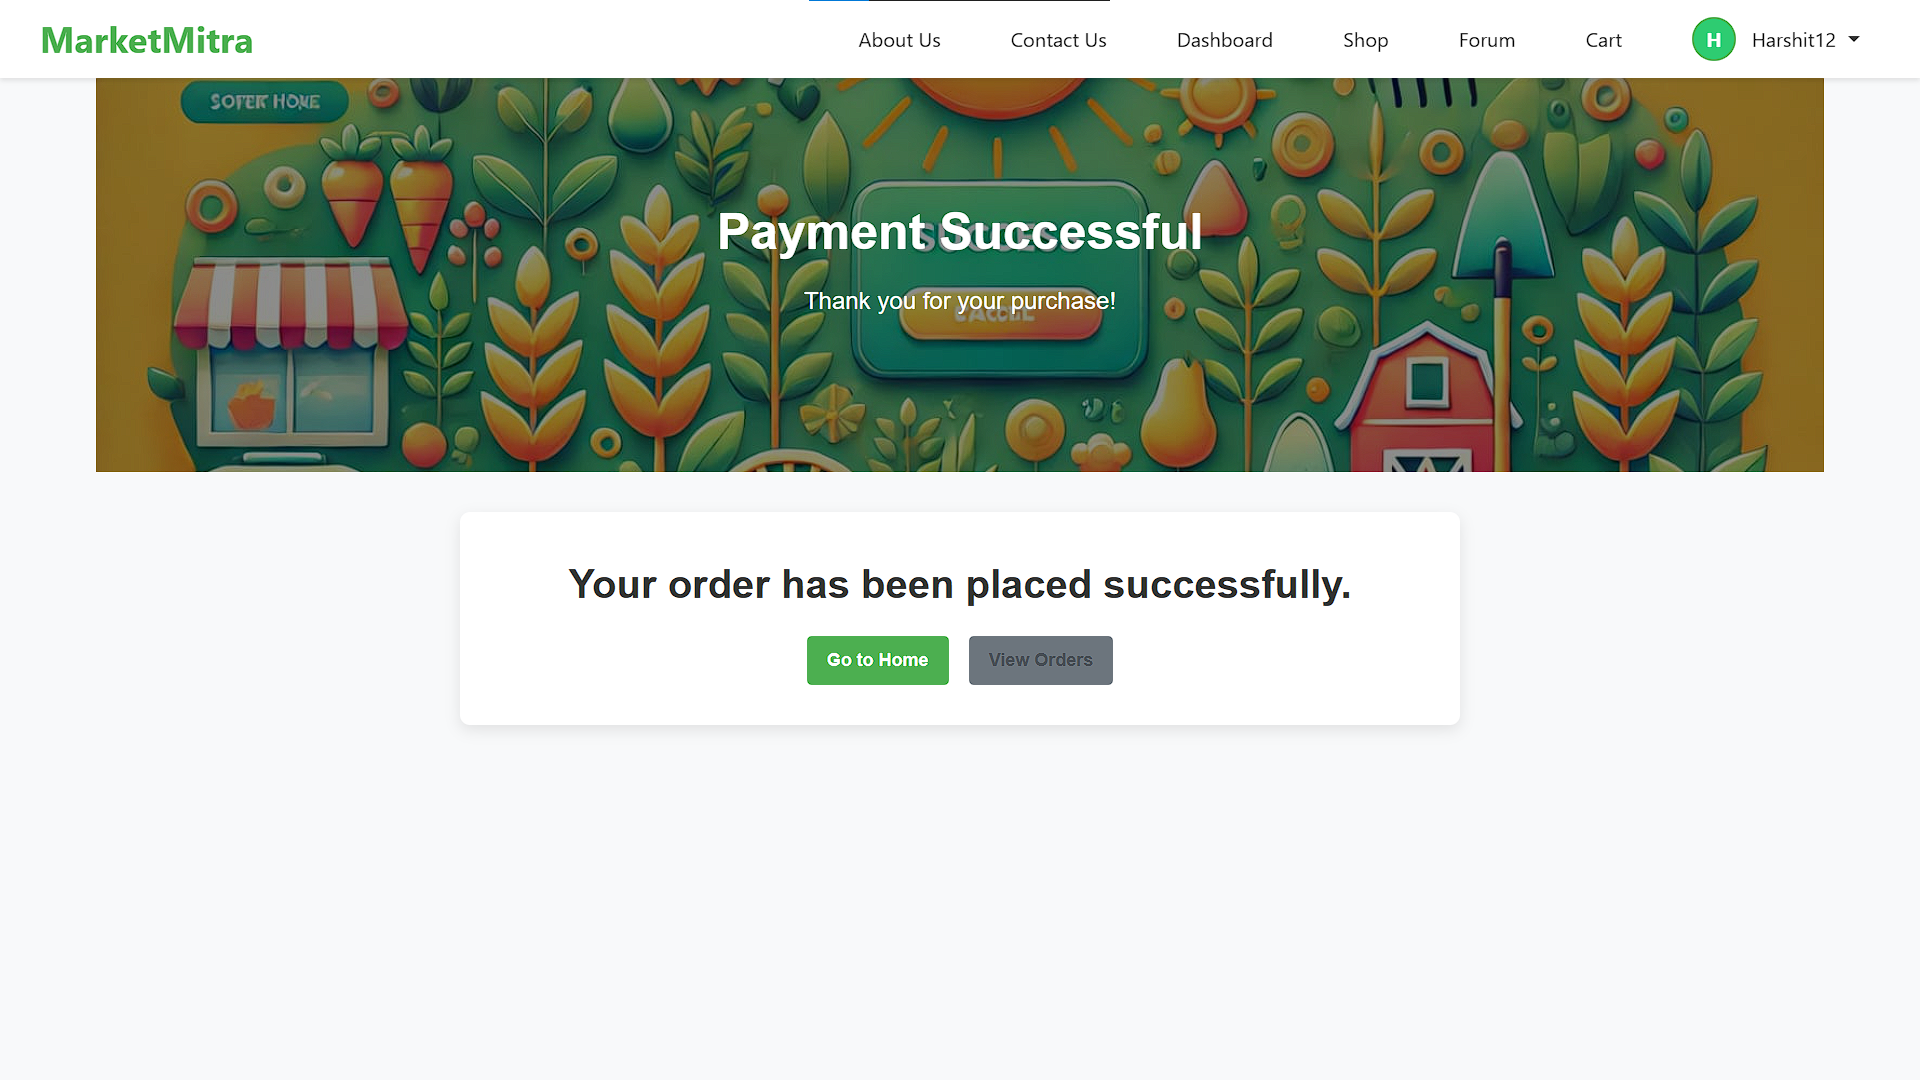 MarketMitra
About Us
Contact Us
Dashboard
Shop
Forum
Cart
H
Harshit12
SOFER HOME
Payment Successful
Thank you for your purchase!
Your order has been placed successfully.
Go to Home
View Orders